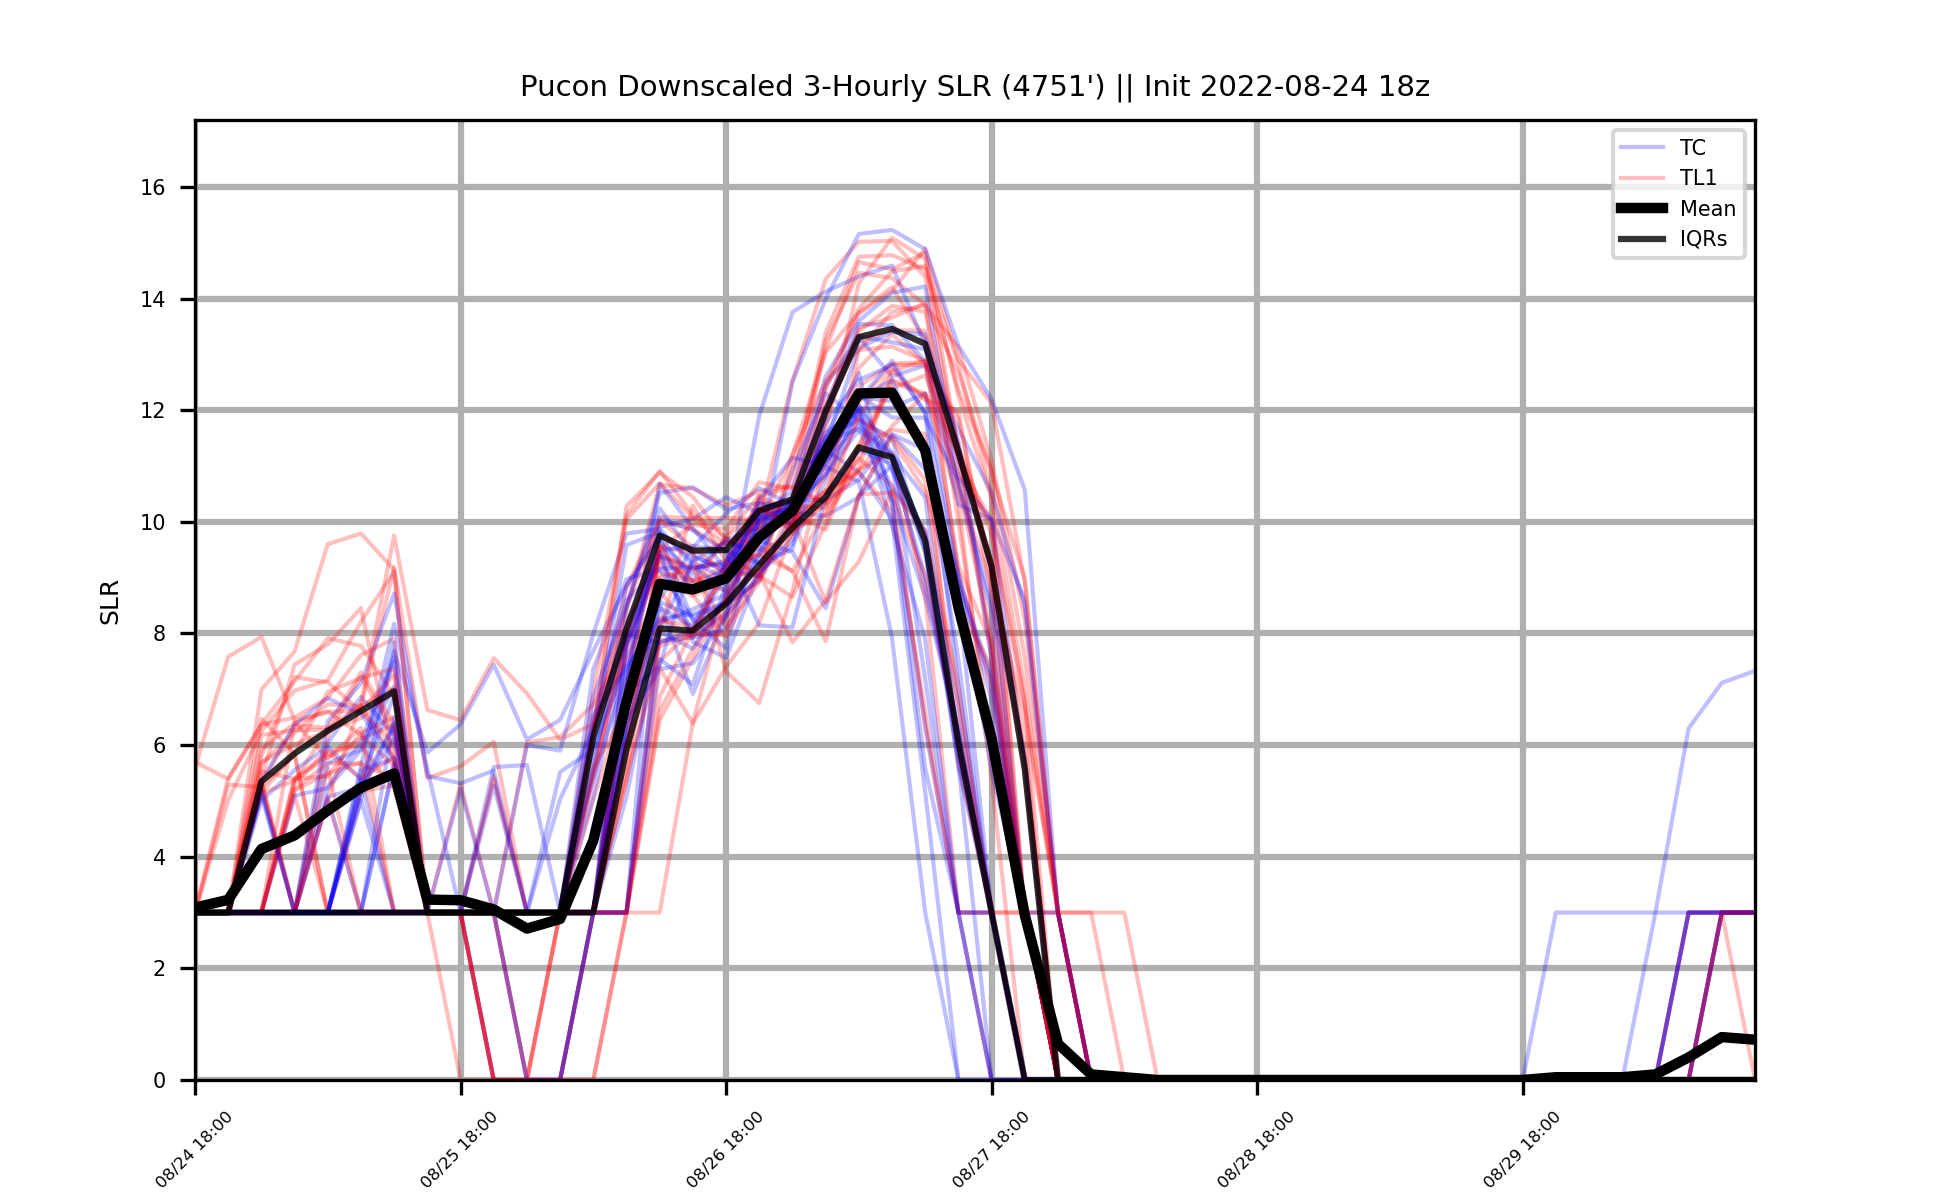 Pucon Downscaled 3-Hourly SLR (4751') || Init 2022-08-24 18z
TC
TL1
Mean
IQRs
SLR
16
14
12
10
8
6
4
2
0
08/24 18:00
08/25 18:00
08/26 18:00
08/27 18:00
08/28 18:00
08/29 18:00